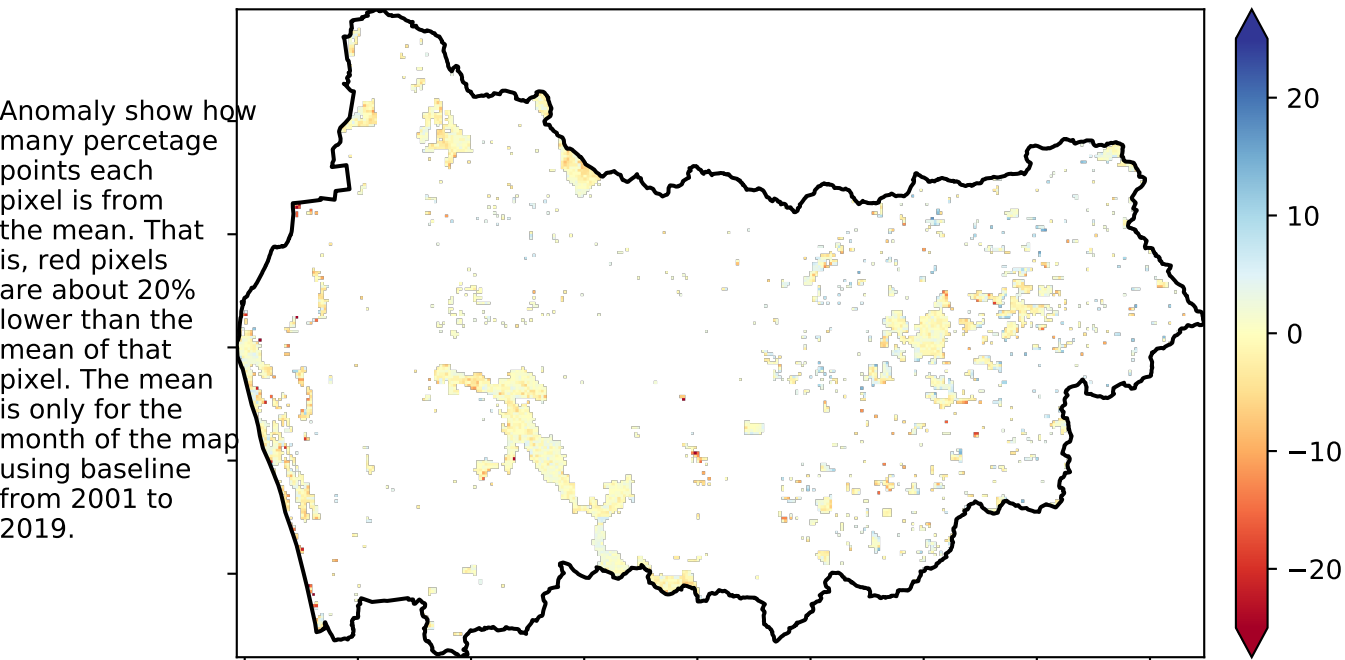 Anomaly show how
many percetage
points each
pixel is from
the mean. That
is, red pixels
are about 20%
lower than the
mean of that
pixel. The mean
is only for the
month of the map
using baseline
from 2001 to
2019.
20
10
0
−10
−20